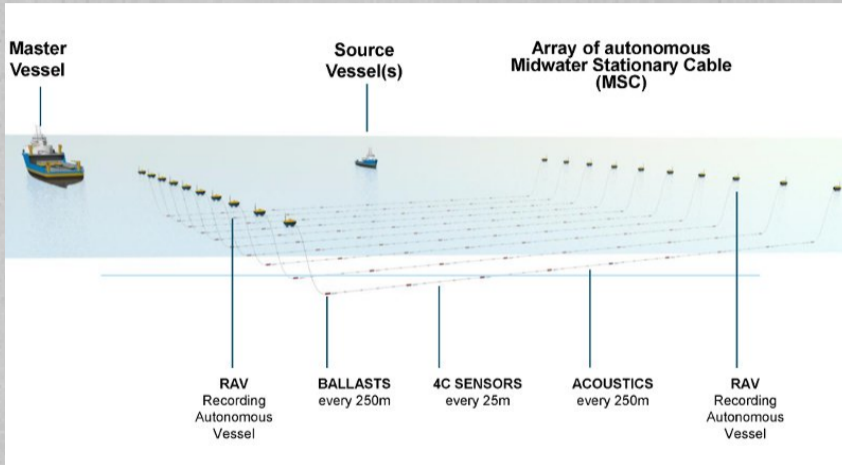 Master
Vessel
Source
Vessel(s)
Array of autonomous
Midwater Stationary Cable
(MSC)
RAV
Recording
Autonomous
Vessel
BALLASTS
every 250m
4C SENSORS
every 25m
ACOUSTICS
every 250m
RAV
Recording
Autonomous
Vessel